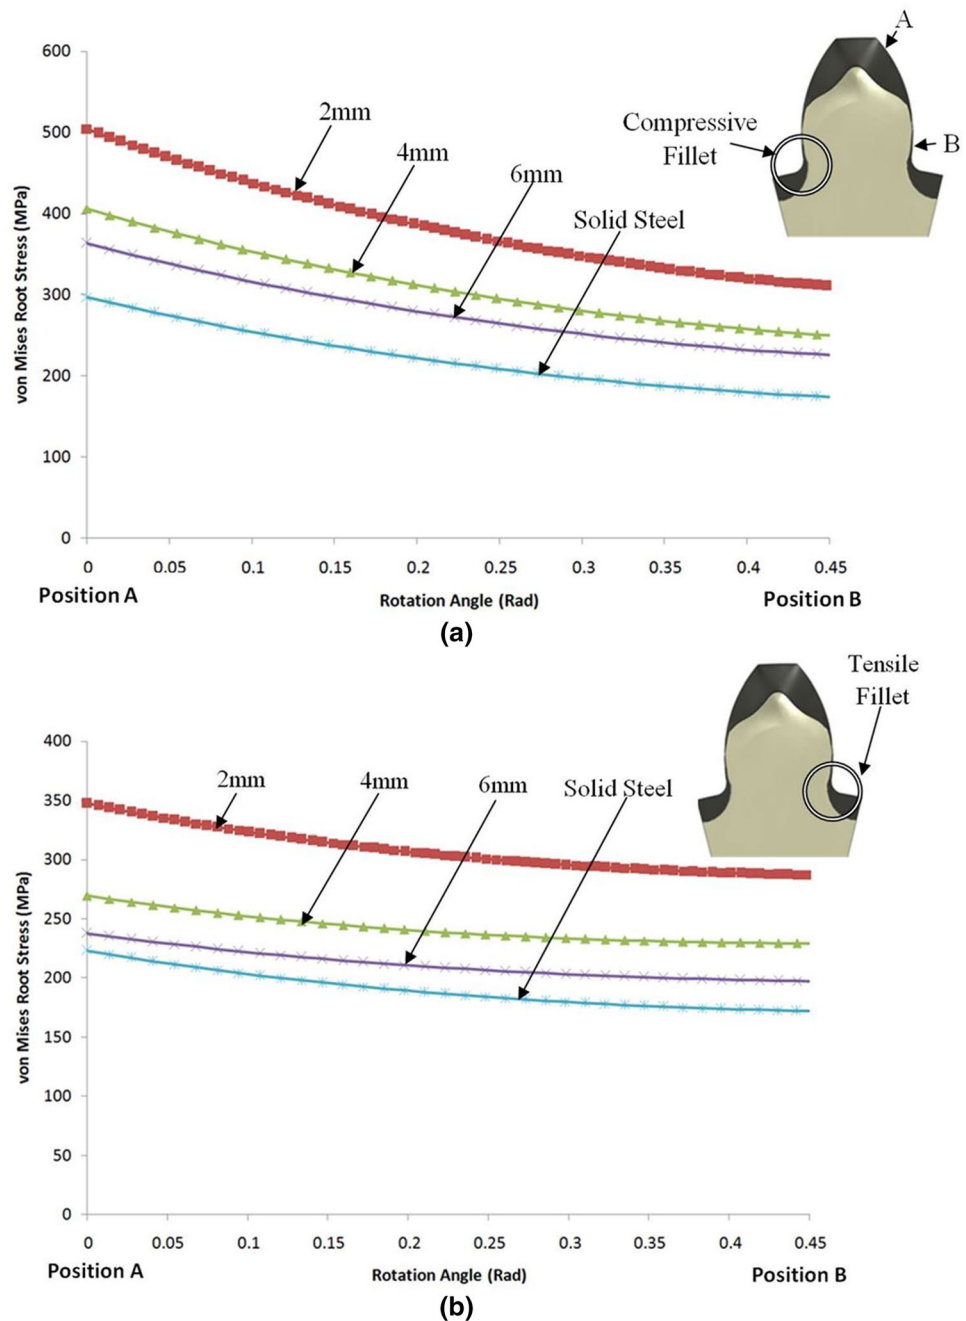 A
600
500
400
300
200
100
0
von Mises Root Stress (MPa)
2mm
4mm
6mm
Solid Steel
Compressive
Fillet
B
0 0.05 0.1 0.15 0.2 0.25 0.3 0.35 0.4 0.45
Position A
Rotation Angle (Rad)
Position B
(a)
Tensile
Fillet
400
350
300
250
200
150
100
50
0
von Mises Root Stress (MPa)
2mm
4mm
6mm
Solid Steel
0 0.05 0.1 0.15 0.2 0.25 0.3 0.35 0.4 0.45
Position A
Rotation Angle (Rad)
Position B
(b)